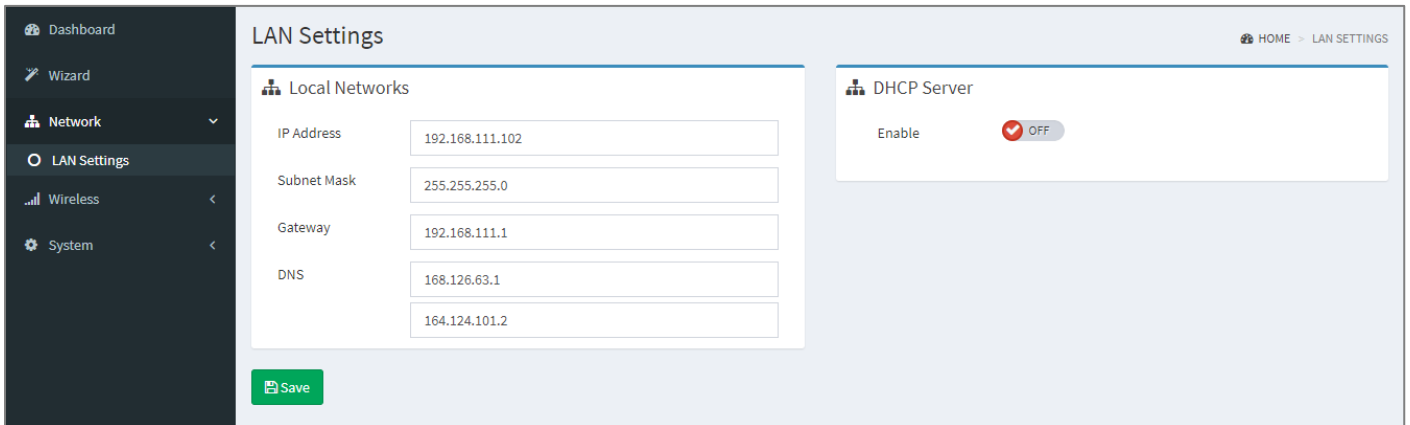 Dashboard
Wizard
Network
LAN Settings
Wireless
System
LAN Settings
HOME > LAN SETTINGS
Local Networks
IP Address
192.168.111.102
Subnet Mask
255.255.255.0
Gateway
192.168.111.1
DNS
168.126.63.1
164.124.101.2
Save
DHCP Server
Enable
OFF